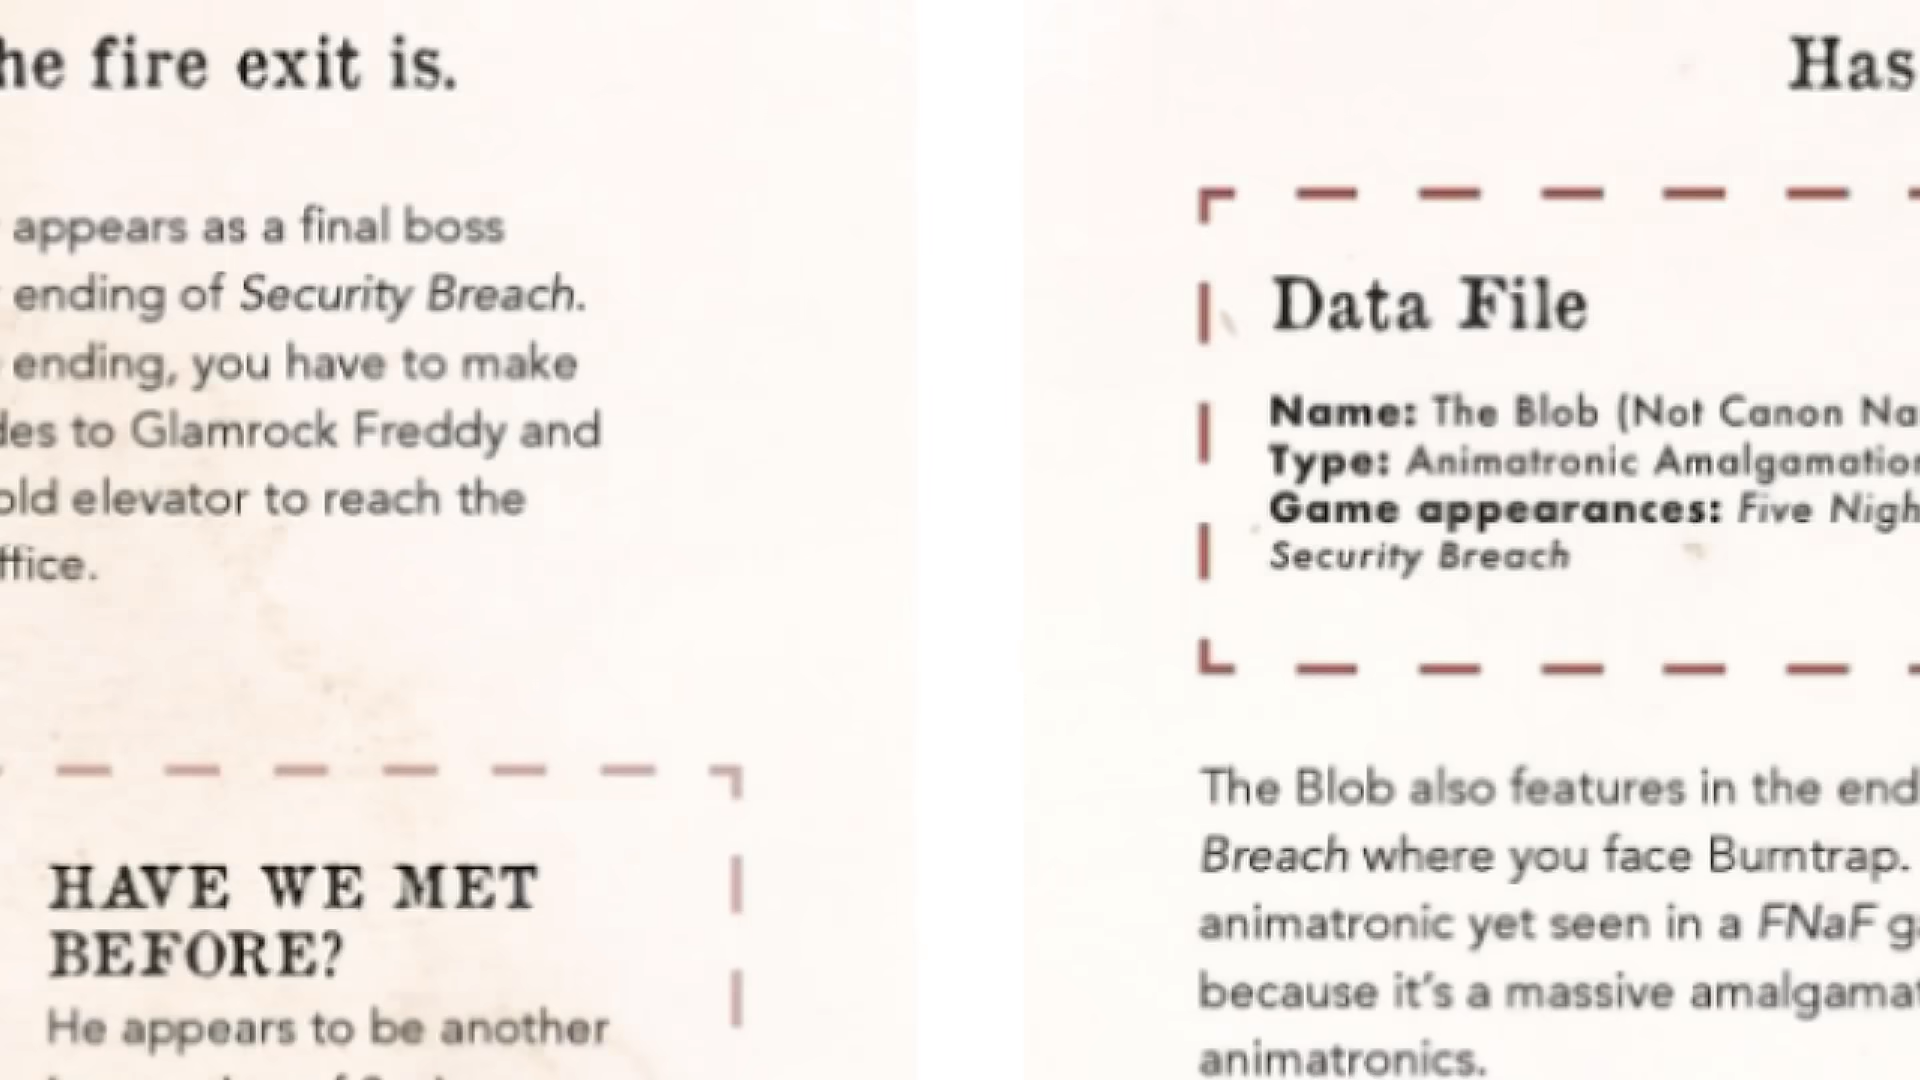 he fire exit is.
appears as a final boss
ending of Security Breach.
ending, you have to make
des to Glamrock Freddy and
old elevator to reach the
ffice.
HAVE WE MET
BEFORE?
He appears to be another
Has
Data File
Name: The Blob (Not Canon Na
Type: Animatronic Amalgamation
Game appearances: Five Nigh
Security Breach
The Blob also features in the end
Breach where you face Burntrap.
animatronic yet seen in a FNaF ga
because it's a massive amalgamat
animatronics.